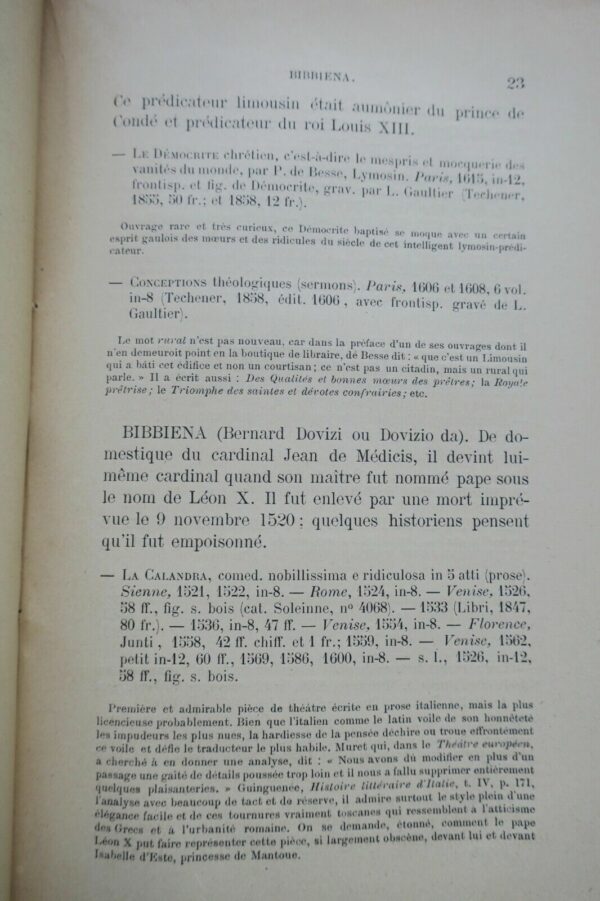 BIBBIENA.
23
Ce prédicateur limousin était aumônier du prince de
Condé et prédicateur du roi Louis XIII.
— LE DÉMOCRITE chrétien, c'est-à-dire le mespris et mocquerie des
vanités du monde, par P. de Besse, Lymosin. Paris, 1615, in-12,
frontisp. et fig. de Démocrite, grav. par L. Gaultier (Techener,
1855, 50 fr.; et 1858, 12 fr.).
Ouvrage rare et très curieux, ce Démocrite baptisé se moque avec un certain
esprit gaulois des mœurs et des ridicules du siècle de cet intelligent lymosin-prédi-
cateur.
— CONCEPTIONS théologiques (sermons). Paris, 1606 et 1608, 6 vol.
in-8 (Techener, 1858, édit. 1606, avec frontisp. gravé de L.
Gaultier).
Le mot rural n'est pas nouveau, car dans la préface d'un de ses ouvrages dont il
n'en demeuroit point en la boutique de libraire, de Besse dit : « que c'est un Limousin
qui a bâti cet édifice et non un courtisan; ce n'est pas un citadin, mais un rural qui
parle. » Il a écrit aussi : Des Qualités et bonnes mœurs des prêtres; la Royale
prêtrise; le Triomphe des saintes et dévotes confrairies; etc.
BIBBIENA (Bernard Dovizi ou Dovizio da). De do-
mestique du cardinal Jean de Médicis, il devint lui-
même cardinal quand son maître fut nommé pape sous
le nom de Léon X. Il fut enlevé par une mort impré-
vue le 9 novembre 1520; quelques historiens pensent
qu'il fut empoisonné.
— LA CALANDRA, comed. nobillissima e ridiculosa in 5 atti (prose).
Sienne, 1521, 1522, in-8. — Rome, 1524, in-8. — Venise, 1526,
58 ff., fig. s. bois (cat. Soleinne, nº 4068). — 1533 (Libri, 1847,
80 fr.). — 1536, in-8, 47 ff. — Venise, 1554, in-8. — Florence,
Junti, 1558, 42 ff. chiff. et 1 fr.; 1559, in-8. — Venise, 1562,
petit in-12, 60 ff., 1569, 1586, 1600, in-8. — s. l., 1526, in-12,
58 ff., fig. s. bois.
Première et admirable pièce de théâtre écrite en prose italienne, mais la plus
licencieuse probablement. Bien que l'italien comme le latin voile de son honnêteté
les impudeurs les plus nues, la hardiesse de la pensée déchire ou troue effrontément
ce voile et défie le traducteur le plus habile. Muret qui, dans le Théâtre européen,
a cherché à en donner une analyse, dit : « Nous avons dû modifier en plus d'un
passage une gaité de détails poussée trop loin et il nous a fallu supprimer entièrement
quelques plaisanteries. » Guinguenée, Histoire littéraire d'Italie, t. IV, p. 171,
l'analyse avec beaucoup de tact et de réserve, il admire surtout le style plein d'une
élégance facile et de ces tournures vraiment toscanes qui ressemblent à l'atticisme
des Grecs et à l'urbanité romaine. On se demande, étonné, comment le pape
Léon X put faire représenter cette pièce, si largement obscène, devant lui et devant
Isabelle d'Este, princesse de Mantoue.